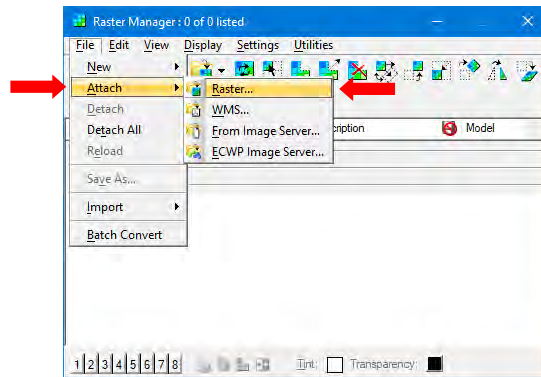 Raster Manager : 0 of 0 listed
File Edit View Display Settings Utilities
New
Attach
Detach
Detach All
Reload
Save As...
Import
Batch Convert
Raster...
WMS...
From Image Server...
ECWP Image Server...
ription
Model
1 2 3 4 5 6 7 8
Tint:
Transparency: